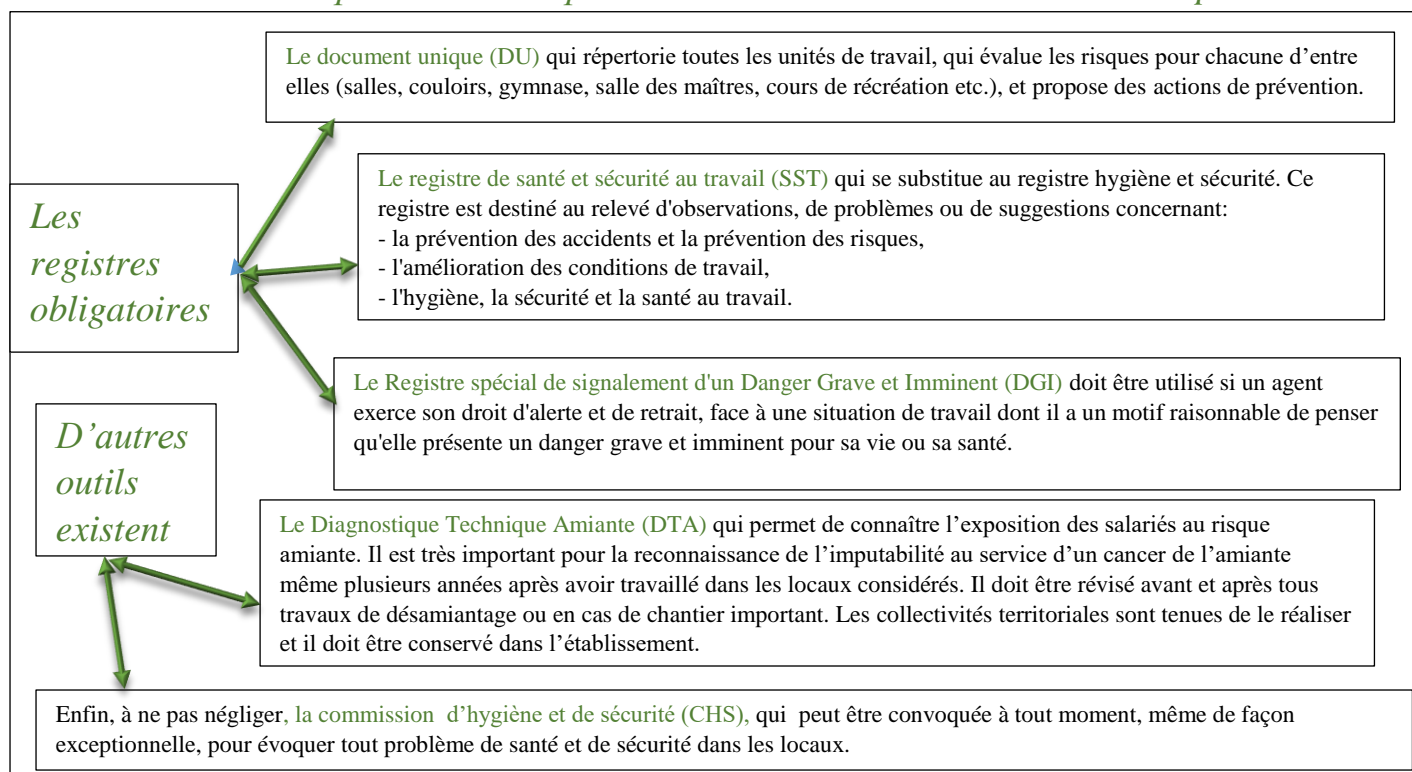 Le document unique (DU) qui répertorie toutes les unités de travail, qui évalue les risques pour chacune d’entre
elles (salles, couloirs, gymnase, salle des maîtres, cours de récréation etc.), et propose des actions de prévention.
Les
registres
obligatoires
Le registre de santé et sécurité au travail (SST) qui se substitue au registre hygiène et sécurité. Ce
registre est destiné au relevé d'observations, de problèmes ou de suggestions concernant:
- la prévention des accidents et la prévention des risques,
- l'amélioration des conditions de travail,
- l'hygiène, la sécurité et la santé au travail.
Le Registre spécial de signalement d'un Danger Grave et Imminent (DGI) doit être utilisé si un agent
exerce son droit d'alerte et de retrait, face à une situation de travail dont il a un motif raisonnable de penser
qu'elle présente un danger grave et imminent pour sa vie ou sa santé.
D’autres
outils
existent
Le Diagnostique Technique Amiante (DTA) qui permet de connaître l’exposition des salariés au risque
amiante. Il est très important pour la reconnaissance de l’imputabilité au service d’un cancer de l’amiante
même plusieurs années après avoir travaillé dans les locaux considérés. Il doit être révisé avant et après tous
travaux de désamiantage ou en cas de chantier important. Les collectivités territoriales sont tenues de le réaliser
et il doit être conservé dans l’établissement.
Enfin, à ne pas négliger, la commission d’hygiène et de sécurité (CHS), qui peut être convoquée à tout moment, même de façon
exceptionnelle, pour évoquer tout problème de santé et de sécurité dans les locaux.